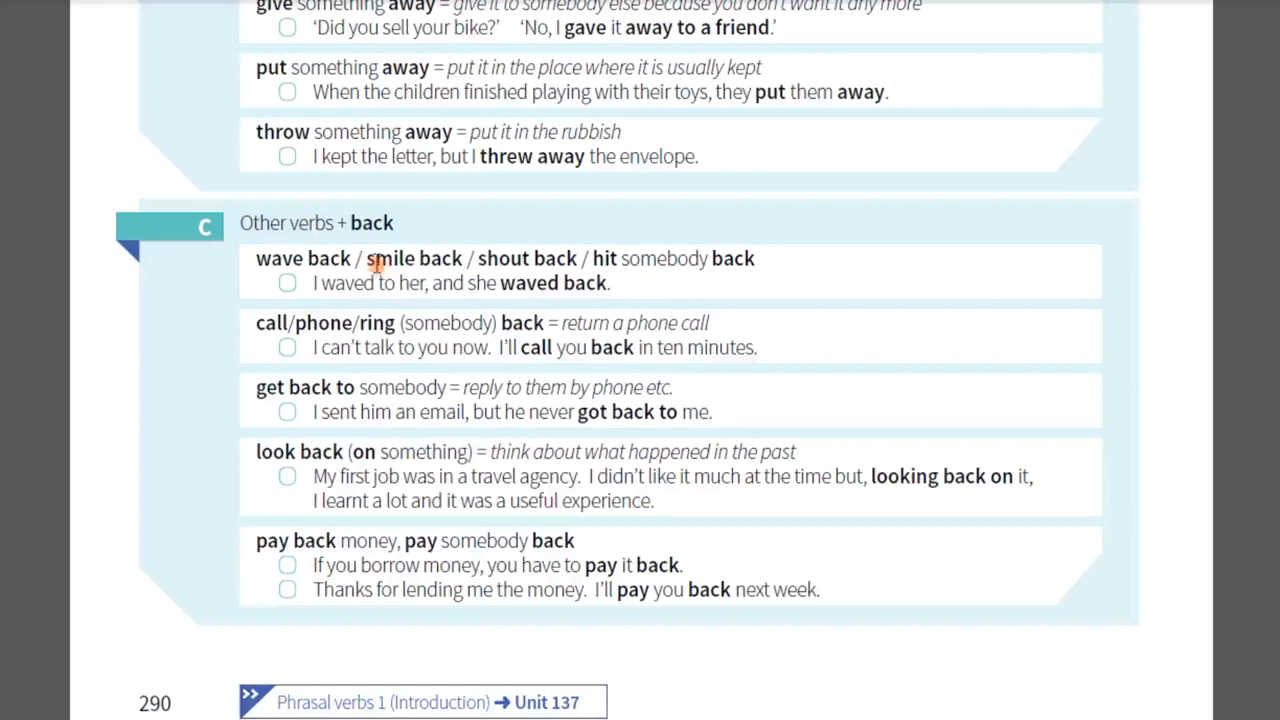 give something away = give it to somebody else because you don't want it any more
‘Did you sell your bike?’ ‘No, I gave it away to a friend.’
put something away = put it in the place where it is usually kept
When the children finished playing with their toys, they put them away.
throw something away = put it in the rubbish
I kept the letter, but I threw away the envelope.
C
Other verbs + back
wave back / smile back / shout back / hit somebody back
I waved to her, and she waved back.
call/phone/ring (somebody) back = return a phone call
I can't talk to you now. I'll call you back in ten minutes.
get back to somebody = reply to them by phone etc.
I sent him an email, but he never got back to me.
look back (on something) = think about what happened in the past
My first job was in a travel agency. I didn't like it much at the time but, looking back on it,
I learnt a lot and it was a useful experience.
pay back money, pay somebody back
If you borrow money, you have to pay it back.
Thanks for lending me the money. I'll pay you back next week.
290
Phrasal verbs 1 (Introduction) ➜ Unit 137